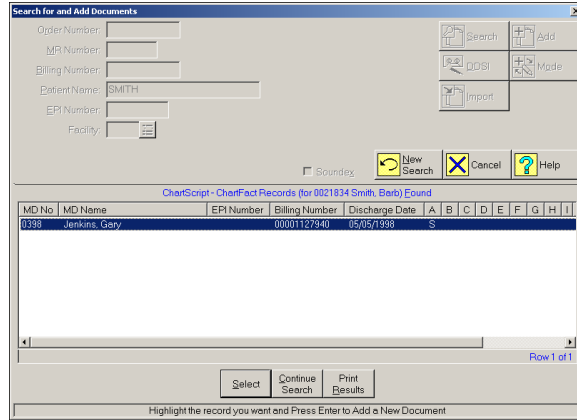 Search for and Add Documents
Order Number:
Search
Add
MR Number:
Billing Number:
DDSI
Mode
Patient Name: SMITH
Import
EPI Number:
Facility:
Soundex
New Search
Cancel
Help
ChartScript - ChartFact Records (for 0021834 Smith, Barb) Found
MD No MD Name EPI Number Billing Number Discharge Date A B C D E F G H I
0398 Jenkins, Gary 00001127940 05/05/1998 S
Row 1 of 1
Select
Continue Search
Print Results
Highlight the record you want and Press Enter to Add a New Document